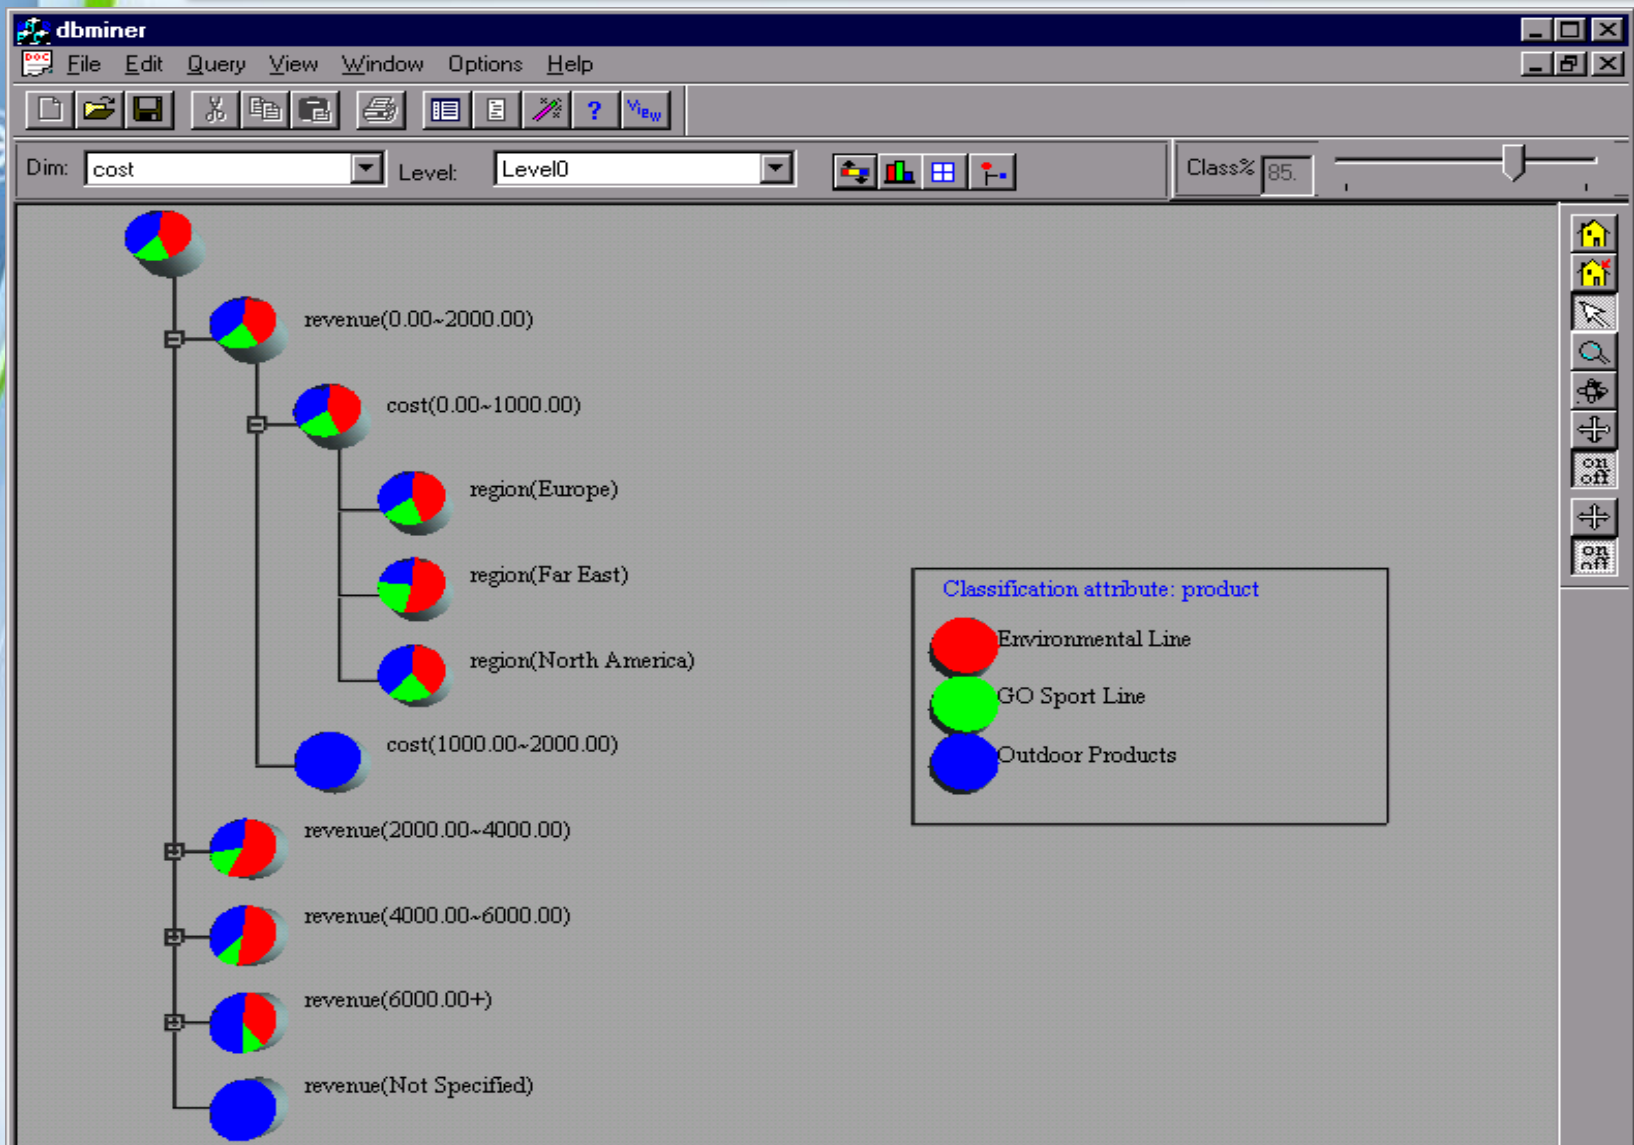 dbminer
File Edit Query View Window Options Help
View
Dim: cost Level: Level0 Class% 85.
revenue(0.00~2000.00)
cost(0.00~1000.00)
region(Europe)
region(Far East)
region(North America)
cost(1000.00~2000.00)
revenue(2000.00~4000.00)
revenue(4000.00~6000.00)
revenue(6000.00+)
revenue(Not Specified)
Classification attribute: product
Environmental Line
GO Sport Line
Outdoor Products
on
off
on
off